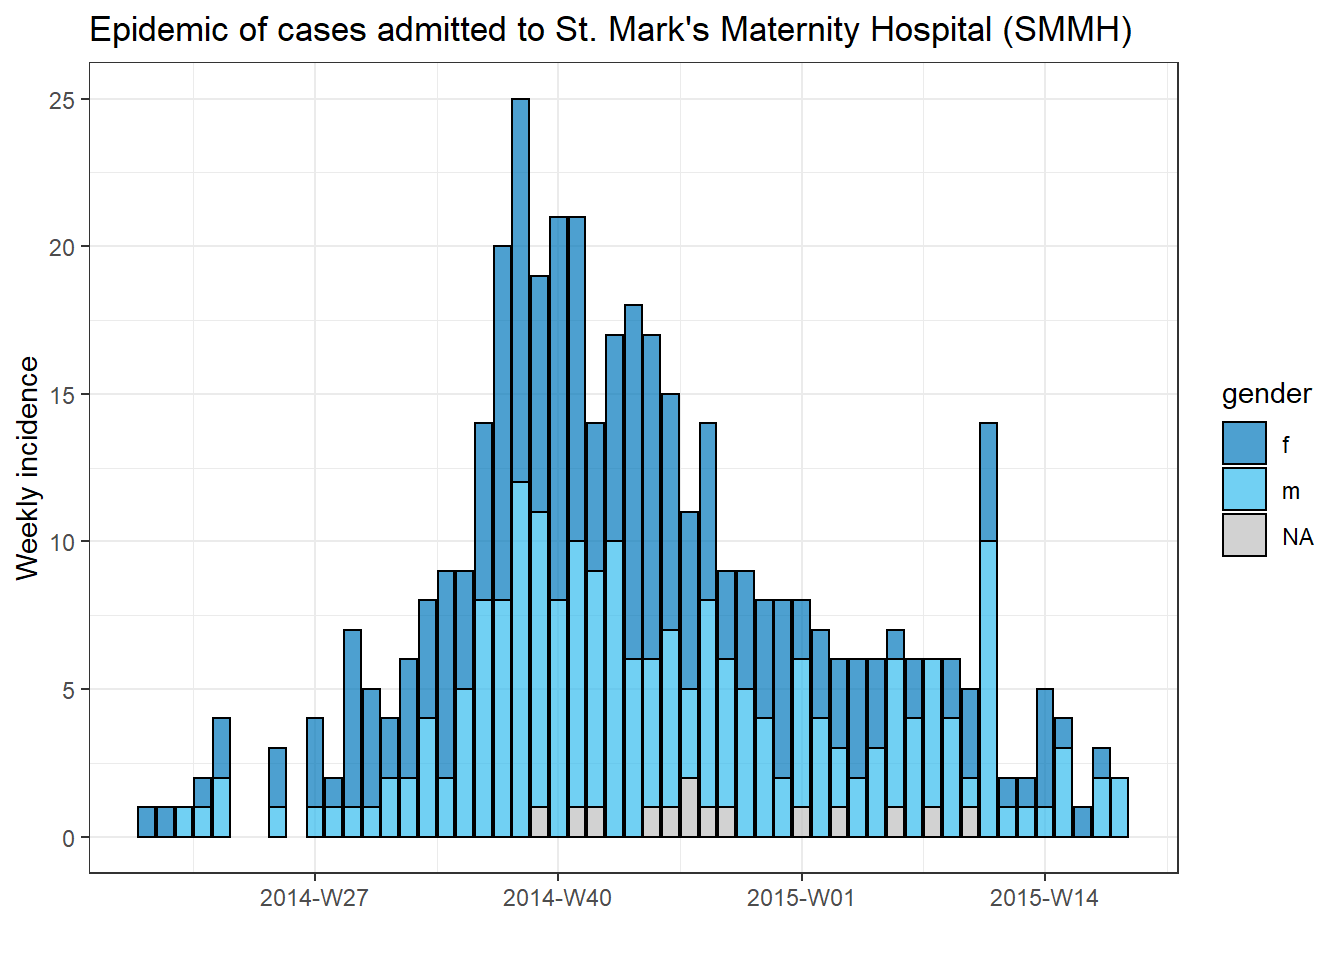 Epidemic of cases admitted to St. Mark's Maternity Hospital (SMMH)
Weekly incidence
25
20
15
10
5
0
2014-W27
2014-W40
2015-W01
2015-W14
gender
f
m
NA